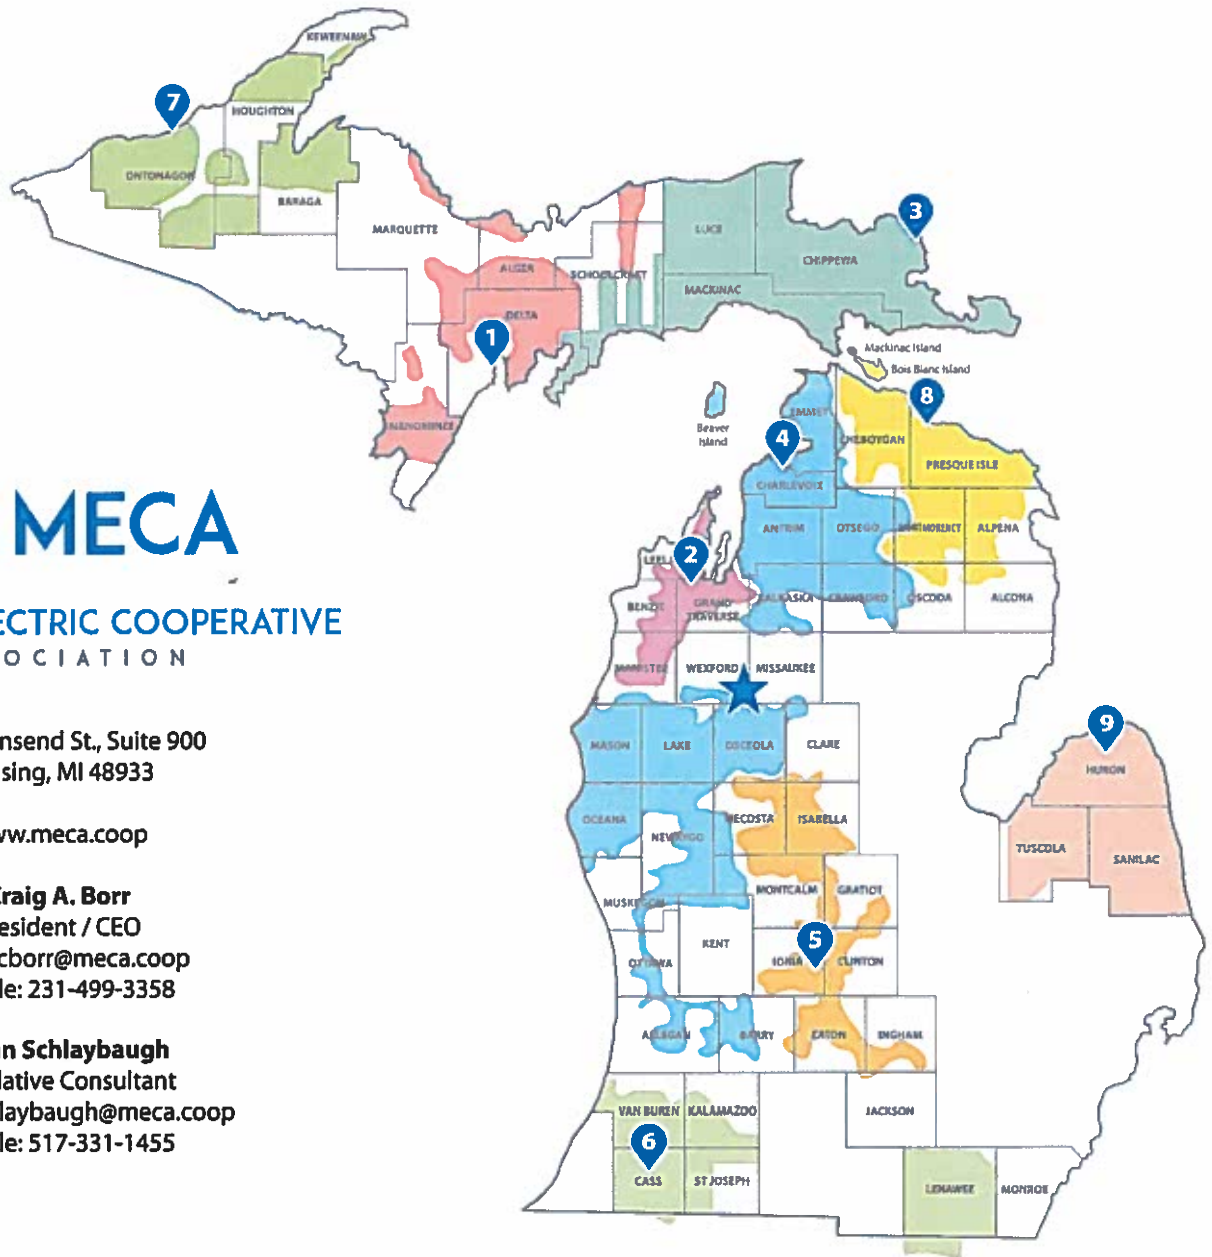 KEWEENAW
7
HOUGHTON
ONTONAGON
BARAGA
MARQUETTE
3
LUCE
CHIPPEWA
ALGER
SCHOOLCRAFT
MACKINAC
DELTA
1
Mackinac Island
Bois Blanc Island
8
Beaver
Island
EMMET
4
CHEBOYGAN
MENOMINEE
PRESQUE ISLE
CHARLEVOIX
MECA
ANTRIM
OTSEGO
MONTMORENCY
ALPENA
2
BENZIE
GRAND
TRAVERSE
KALKASKA
CRAWFORD
OSCODA
ALCONA
ECTRIC COOPERATIVE
OCIATION
MANISTEE
WEXFORD
MISSAUKEE
nsend St., Suite 900
sing, MI 48933
MASON
LAKE
OSCEOLA
CLARE
9
HURON
ww.meca.coop
OCEANA
NEWAYGO
MECOSTA
ISABELLA
TUSCOLA
SANILAC
Craig A. Borr
esident / CEO
cborr@meca.coop
le: 231-499-3358
MUSKEGON
MONTCALM
GRATIOT
KENT
5
OTTAWA
IONIA
CLINTON
n Schlaybaugh
lative Consultant
laybaugh@meca.coop
le: 517-331-1455
ALLEGAN
BARRY
EATON
INGHAM
VAN BUREN
KALAMAZOO
JACKSON
6
CASS
ST JOSEPH
LENAWEE
MONROE